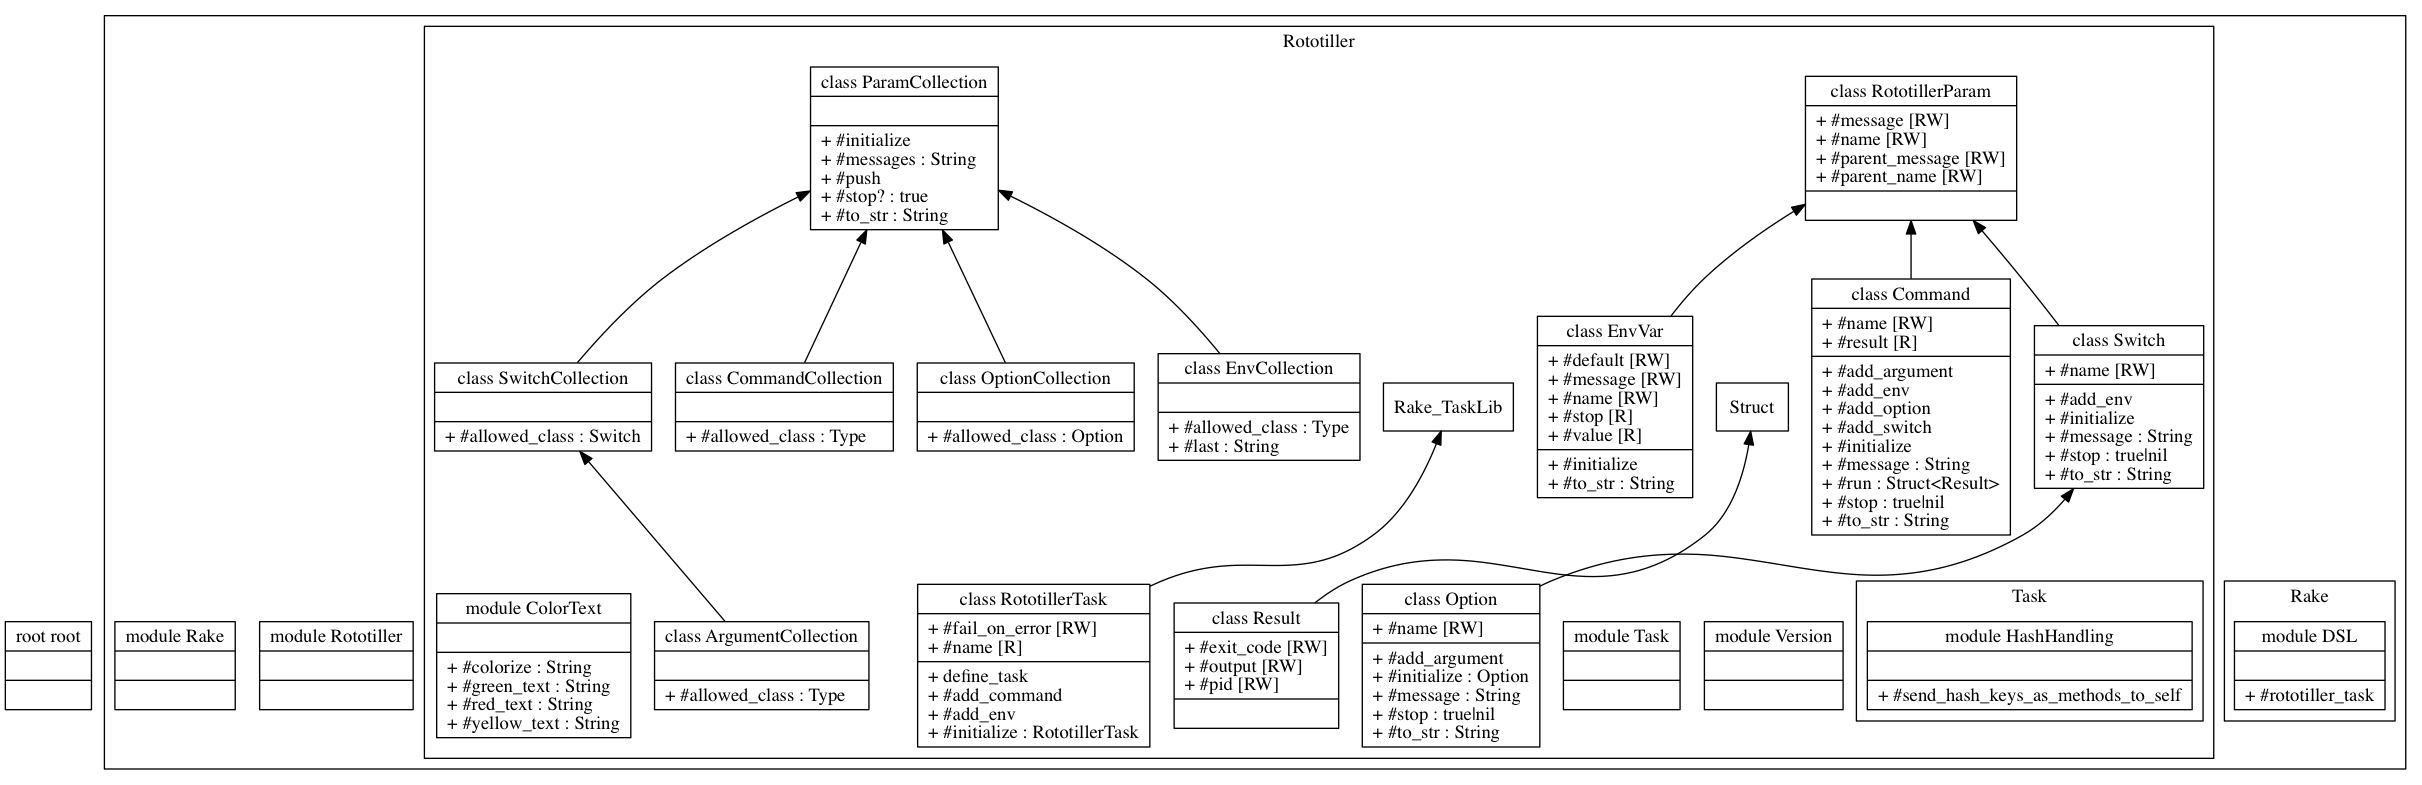 Rototiller
class ParamCollection
+ #initialize
+ #messages : String
+ #push
+ #stop? : true
+ #to_str : String
class RototillerParam
+ #message [RW]
+ #name [RW]
+ #parent_message [RW]
+ #parent_name [RW]
class SwitchCollection
+ #allowed_class : Switch
class CommandCollection
+ #allowed_class : Type
class OptionCollection
+ #allowed_class : Option
class EnvCollection
+ #allowed_class : Type
+ #last : String
Rake_TaskLib
class EnvVar
+ #default [RW]
+ #message [RW]
+ #name [RW]
+ #stop [R]
+ #value [R]
+ #initialize
+ #to_str : String
Struct
class Command
+ #name [RW]
+ #result [R]
+ #add_argument
+ #add_env
+ #add_option
+ #add_switch
+ #initialize
+ #message : String
+ #run : Struct<Result>
+ #stop : true|nil
+ #to_str : String
class Switch
+ #name [RW]
+ #add_env
+ #initialize
+ #message : String
+ #stop : true|nil
+ #to_str : String
root root
module Rake
module Rototiller
module ColorText
+ #colorize : String
+ #green_text : String
+ #red_text : String
+ #yellow_text : String
class ArgumentCollection
+ #allowed_class : Type
class RototillerTask
+ #fail_on_error [RW]
+ #name [R]
+ define_task
+ #add_command
+ #add_env
+ #initialize : RototillerTask
class Result
+ #exit_code [RW]
+ #output [RW]
+ #pid [RW]
class Option
+ #name [RW]
+ #add_argument
+ #initialize : Option
+ #message : String
+ #stop : true|nil
+ #to_str : String
module Task
module Version
Task
module HashHandling
+ #send_hash_keys_as_methods_to_self
Rake
module DSL
+ #rototiller_task